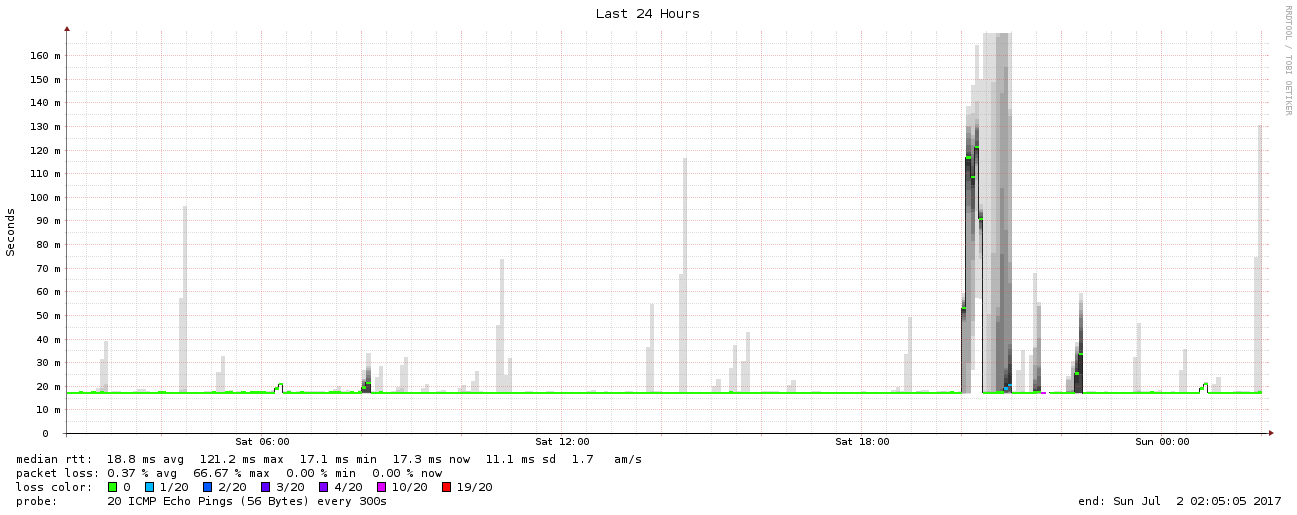 Last 24 Hours
RRDTOOL / TOBI OETIKER
Seconds
160 m
150 m
140 m
130 m
120 m
110 m
100 m
90 m
80 m
70 m
60 m
50 m
40 m
30 m
20 m
10 m
0
Sat 06:00 Sat 12:00 Sat 18:00 Sun 00:00
median rtt: 18.8 ms avg 121.2 ms max 17.1 ms min 17.3 ms now 11.1 ms sd 1.7 am/s
packet loss: 0.37 % avg 66.67 % max 0.00 % min 0.00 % now
loss color: 0 1/20 2/20 3/20 4/20 10/20 19/20
probe: 20 ICMP Echo Pings (56 Bytes) every 300s end: Sun Jul 2 02:05:05 2017